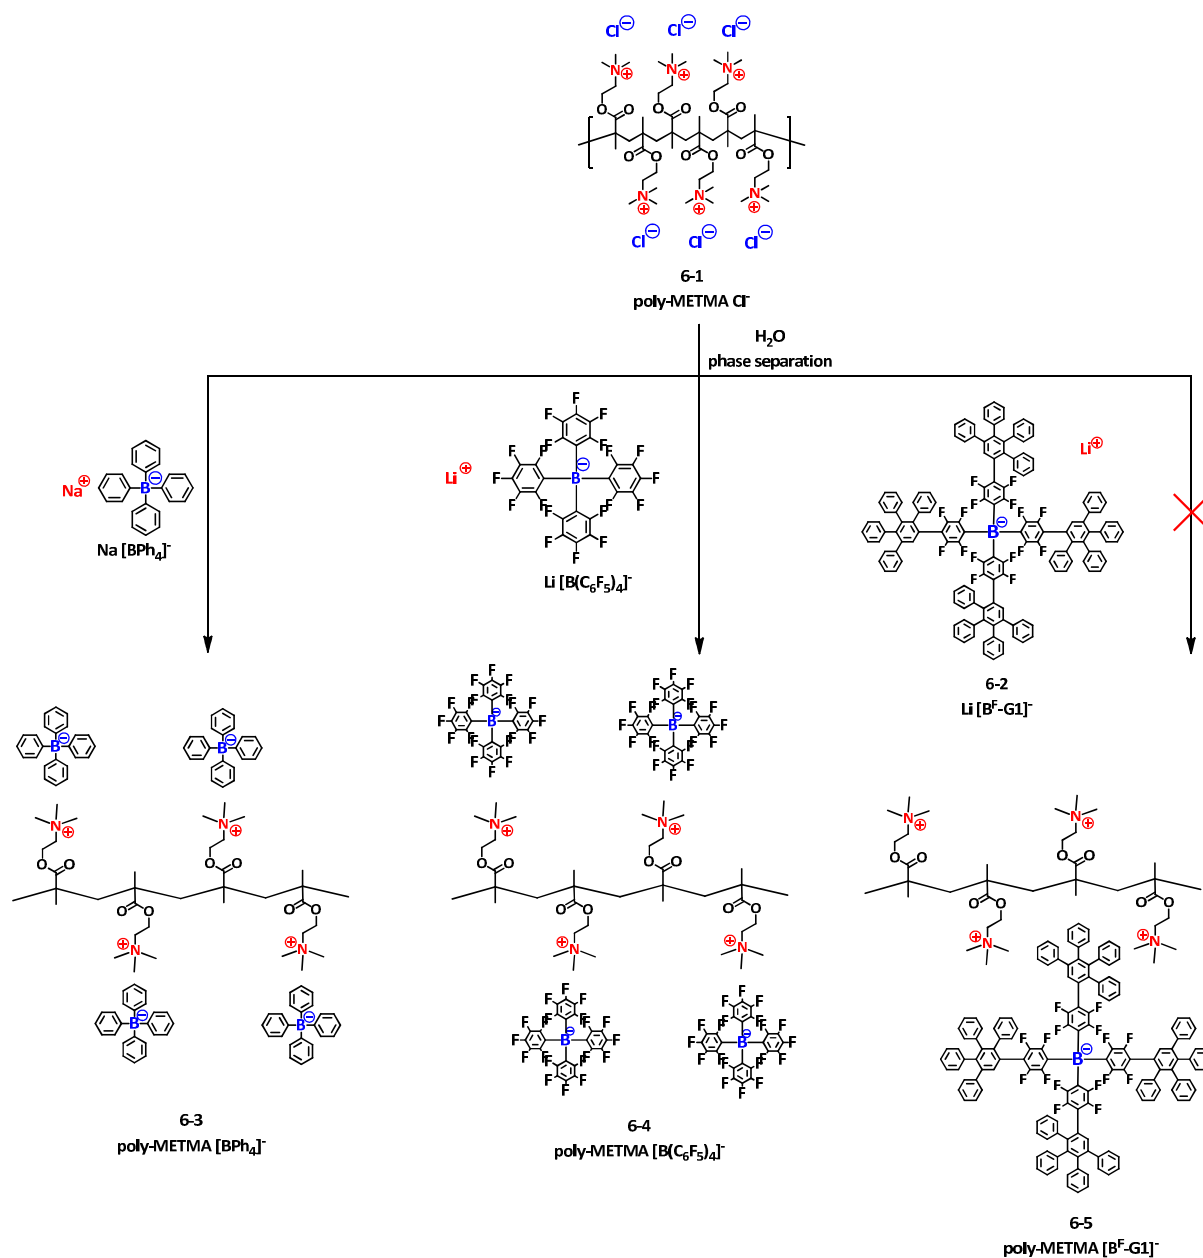 Cl⊖ Cl⊖ Cl⊖
N⊕ N⊕ N⊕
O O O O O O
O O O O O O
N⊕ N⊕ N⊕
Cl⊖ Cl⊖ Cl⊖
6-1
poly-METMA Cl⁻
H₂O
phase separation
Na⊕ B⊖
Na [BPh₄]⁻
Li⊕
F F F F F F F F F F F F F F F F F F F F
B⊖
Li [B(C₆F₅)₄]⁻
Li⊕
F F F F F F F F F F F F F F F F
B⊖
6-2
Li [Bᶠ-G1]⁻
B⊖ B⊖
N⊕ N⊕
O O O O
O O O O
N⊕ N⊕
B⊖ B⊖
6-3
poly-METMA [BPh₄]⁻
F F F F F F F F F F F F F F F F F F F F
B⊖
F F F F F F F F F F F F F F F F F F F F
B⊖
N⊕ N⊕
O O O O
O O O O
N⊕ N⊕
F F F F F F F F F F F F F F F F F F F F
B⊖
F F F F F F F F F F F F F F F F F F F F
B⊖
6-4
poly-METMA [B(C₆F₅)₄]⁻
N⊕ N⊕
O O O O
O O O O
N⊕ N⊕
F F F F F F F F F F F F F F F F
B⊖
6-5
poly-METMA [Bᶠ-G1]⁻